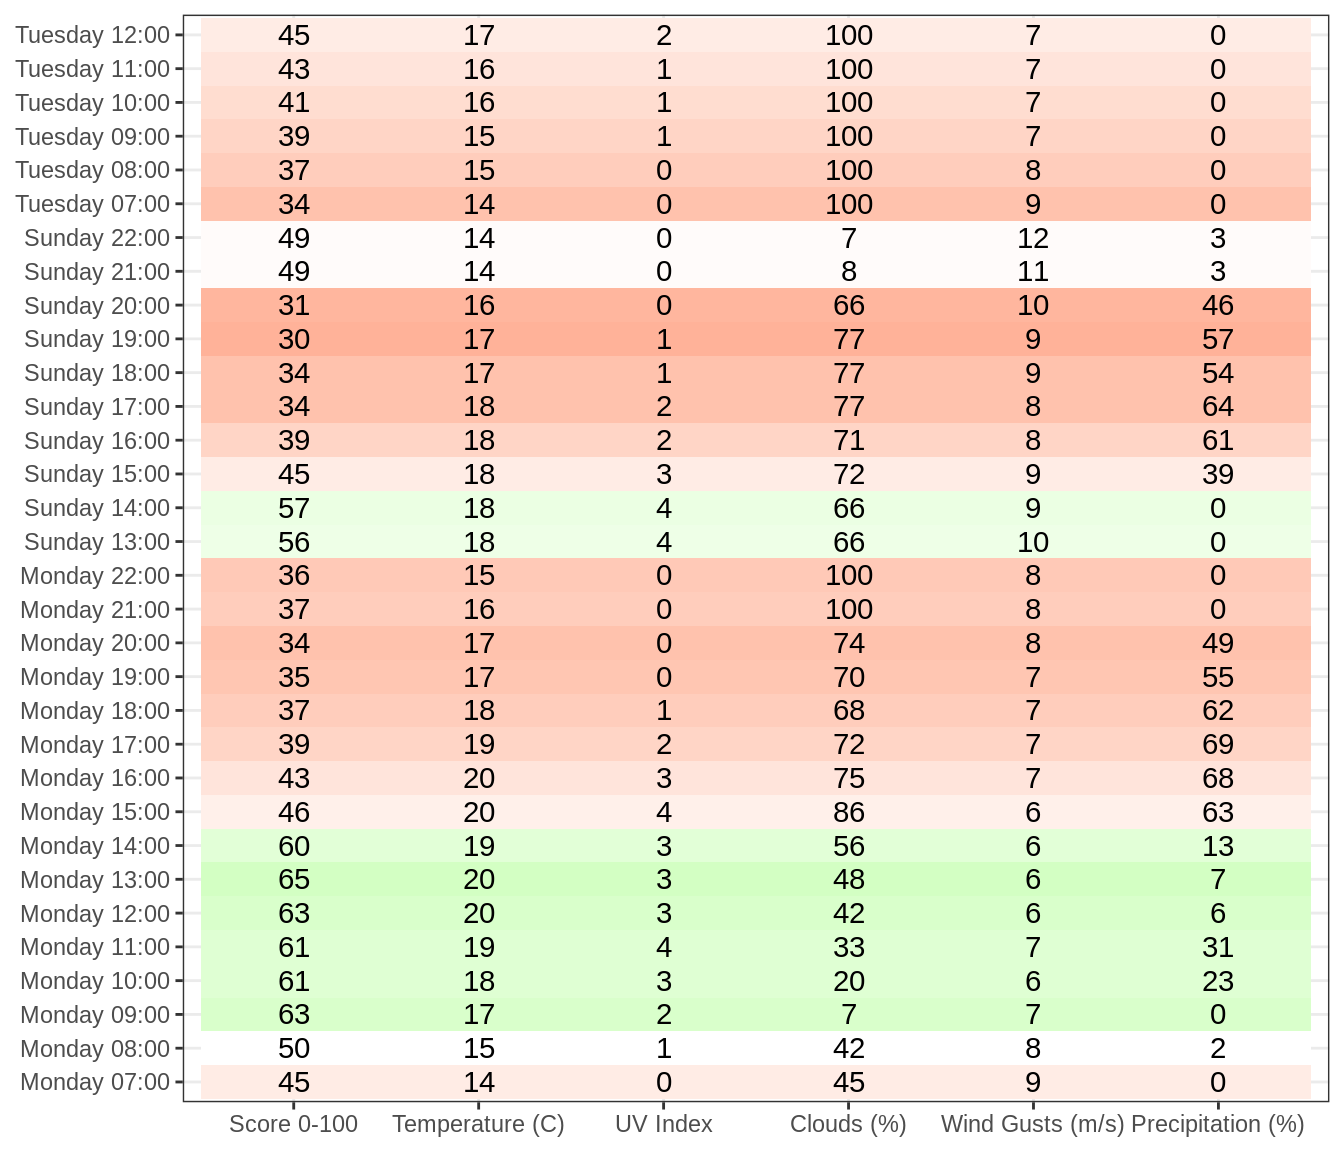 Tuesday 12:00 45 17 2 100 7 0
Tuesday 11:00 43 16 1 100 7 0
Tuesday 10:00 41 16 1 100 7 0
Tuesday 09:00 39 15 1 100 7 0
Tuesday 08:00 37 15 0 100 8 0
Tuesday 07:00 34 14 0 100 9 0
Sunday 22:00 49 14 0 7 12 3
Sunday 21:00 49 14 0 8 11 3
Sunday 20:00 31 16 0 66 10 46
Sunday 19:00 30 17 1 77 9 57
Sunday 18:00 34 17 1 77 9 54
Sunday 17:00 34 18 2 77 8 64
Sunday 16:00 39 18 2 71 8 61
Sunday 15:00 45 18 3 72 9 39
Sunday 14:00 57 18 4 66 9 0
Sunday 13:00 56 18 4 66 10 0
Monday 22:00 36 15 0 100 8 0
Monday 21:00 37 16 0 100 8 0
Monday 20:00 34 17 0 74 8 49
Monday 19:00 35 17 0 70 7 55
Monday 18:00 37 18 1 68 7 62
Monday 17:00 39 19 2 72 7 69
Monday 16:00 43 20 3 75 7 68
Monday 15:00 46 20 4 86 6 63
Monday 14:00 60 19 3 56 6 13
Monday 13:00 65 20 3 48 6 7
Monday 12:00 63 20 3 42 6 6
Monday 11:00 61 19 4 33 7 31
Monday 10:00 61 18 3 20 6 23
Monday 09:00 63 17 2 7 7 0
Monday 08:00 50 15 1 42 8 2
Monday 07:00 45 14 0 45 9 0
Score 0-100 Temperature (C) UV Index Clouds (%) Wind Gusts (m/s) Precipitation (%)